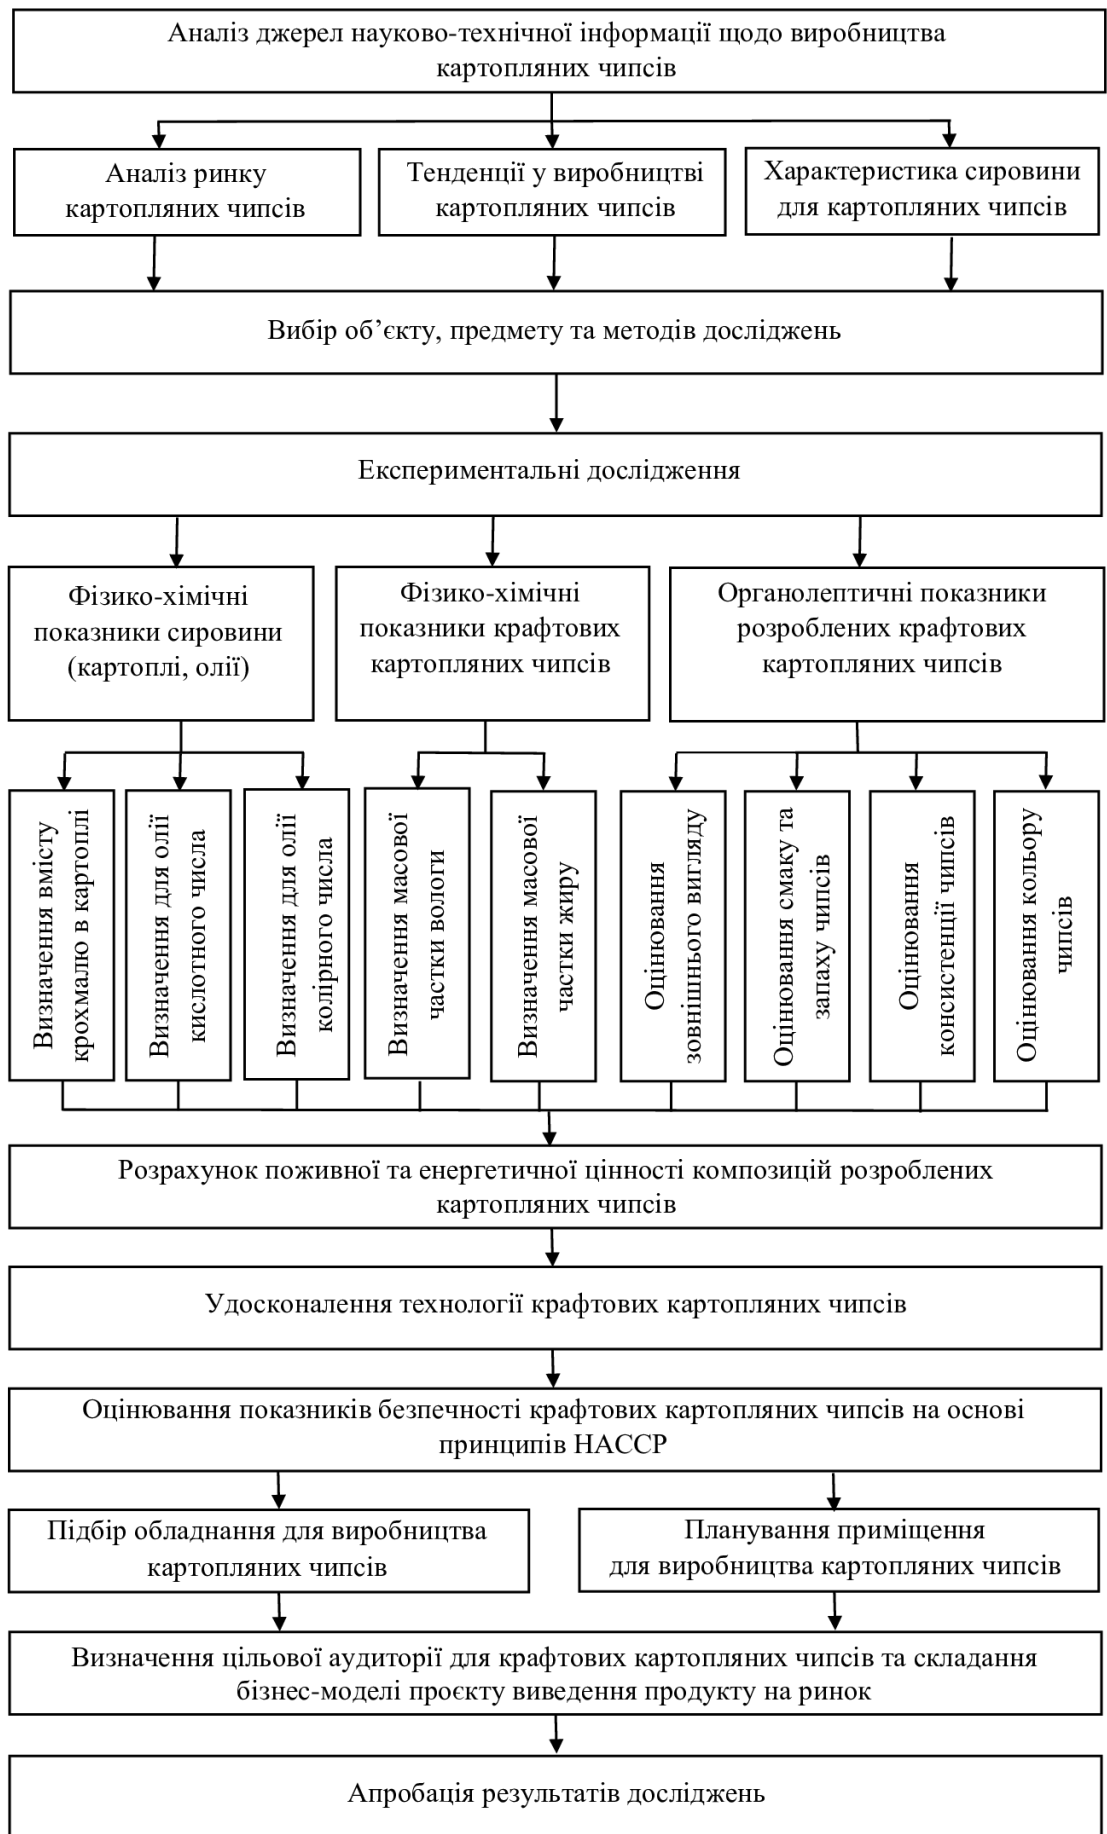 Аналіз джерел науково-технічної інформації щодо виробництва
картопляних чипсів
Аналіз ринку
картопляних чипсів
Тенденції у виробництві
картопляних чипсів
Характеристика сировини
для картопляних чипсів
Вибір об’єкту, предмету та методів досліджень
Експериментальні дослідження
Фізико-хімічні
показники сировини
(картоплі, олії)
Фізико-хімічні
показники крафтових
картопляних чипсів
Органолептичні показники
розроблених крафтових
картопляних чипсів
Визначення вмісту
крохмалю в картоплі
Визначення для олії
кислотного числа
Визначення для олії
колірного числа
Визначення масової
частки вологи
Визначення масової
частки жиру
Оцінювання
зовнішнього вигляду
Оцінювання смаку та
запаху чипсів
Оцінювання
консистенції чипсів
Оцінювання кольору
чипсів
Розрахунок поживної та енергетичної цінності композицій розроблених
картопляних чипсів
Удосконалення технології крафтових картопляних чипсів
Оцінювання показників безпечності крафтових картопляних чипсів на основі
принципів НАССР
Підбір обладнання для виробництва
картопляних чипсів
Планування приміщення
для виробництва картопляних чипсів
Визначення цільової аудиторії для крафтових картопляних чипсів та складання
бізнес-моделі проєкту виведення продукту на ринок
Апробація результатів досліджень